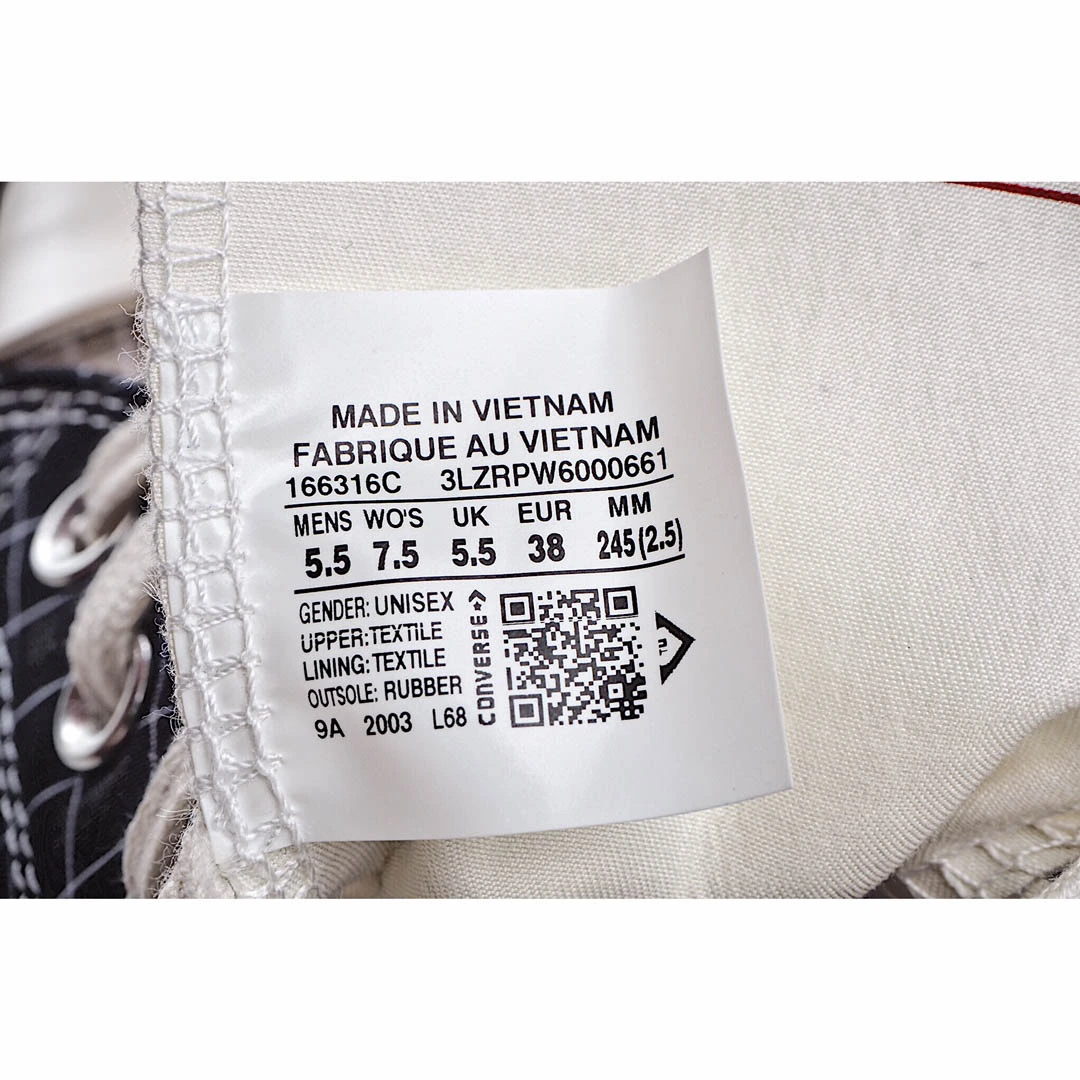 MADE IN VIETNAM
FABRIQUE AU VIETNAM
166316C 3LZRPW6000661
MENS WO'S UK EUR MM
5.5 7.5 5.5 38 245(2.5)
GENDER: UNISEX
UPPER: TEXTILE
LINING: TEXTILE
OUTSOLE: RUBBER
9A 2003 L68
CONVERSE